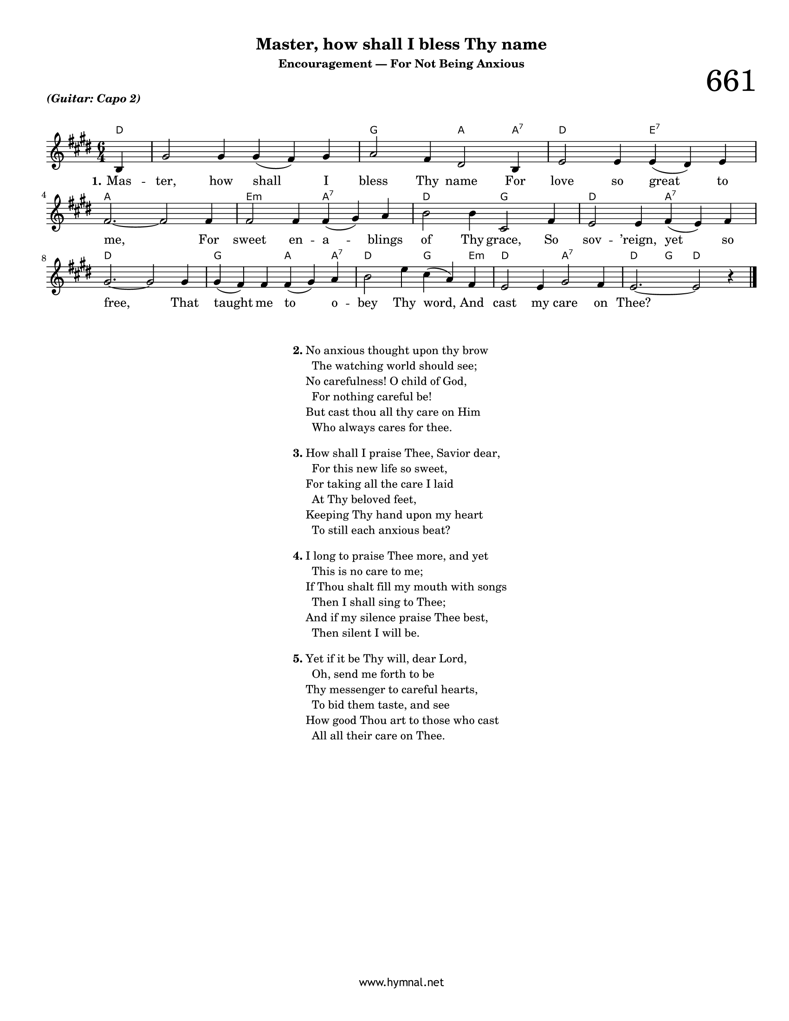 Master, how shall I bless Thy name
Encouragement — For Not Being Anxious
661
(Guitar: Capo 2)
D G A A7 D E7
1. Mas - ter, how shall I bless Thy name For love so great to
4 A Em A7 D G D A7
me, For sweet en - a - blings of Thy grace, So sov - 'reign, yet so
8 D G A A7 D G Em D A7 D G D
free, That taught me to o - bey Thy word, And cast my care on Thee?
2. No anxious thought upon thy brow
The watching world should see;
No carefulness! O child of God,
For nothing careful be!
But cast thou all thy care on Him
Who always cares for thee.
3. How shall I praise Thee, Savior dear,
For this new life so sweet,
For taking all the care I laid
At Thy beloved feet,
Keeping Thy hand upon my heart
To still each anxious beat?
4. I long to praise Thee more, and yet
This is no care to me;
If Thou shalt fill my mouth with songs
Then I shall sing to Thee;
And if my silence praise Thee best,
Then silent I will be.
5. Yet if it be Thy will, dear Lord,
Oh, send me forth to be
Thy messenger to careful hearts,
To bid them taste, and see
How good Thou art to those who cast
All all their care on Thee.
www.hymnal.net